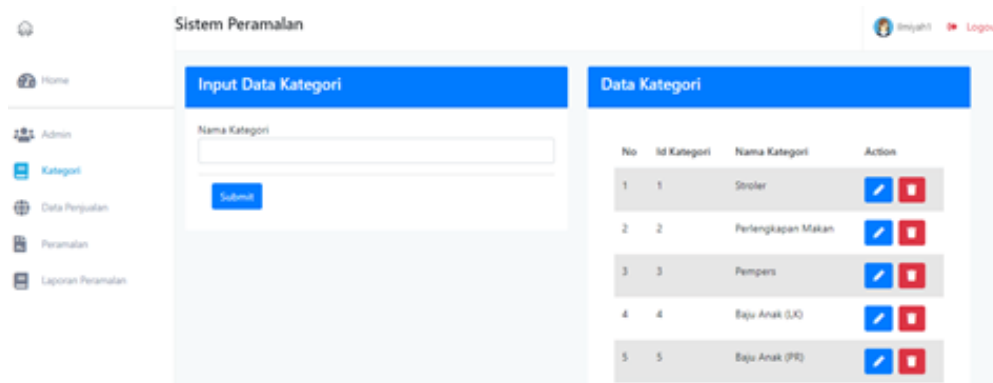 Sistem Peramalan
ilmiyah1 Logou
Home
Admin
Kategori
Data Penjualan
Peramalan
Laporan Peramalan
Input Data Kategori
Nama Kategori
Submit
Data Kategori
No Id Kategori Nama Kategori Action
1 1 Stroler
2 2 Perlengkapan Makan
3 3 Pempers
4 4 Baju Anak (LK)
5 5 Baju Anak (PR)